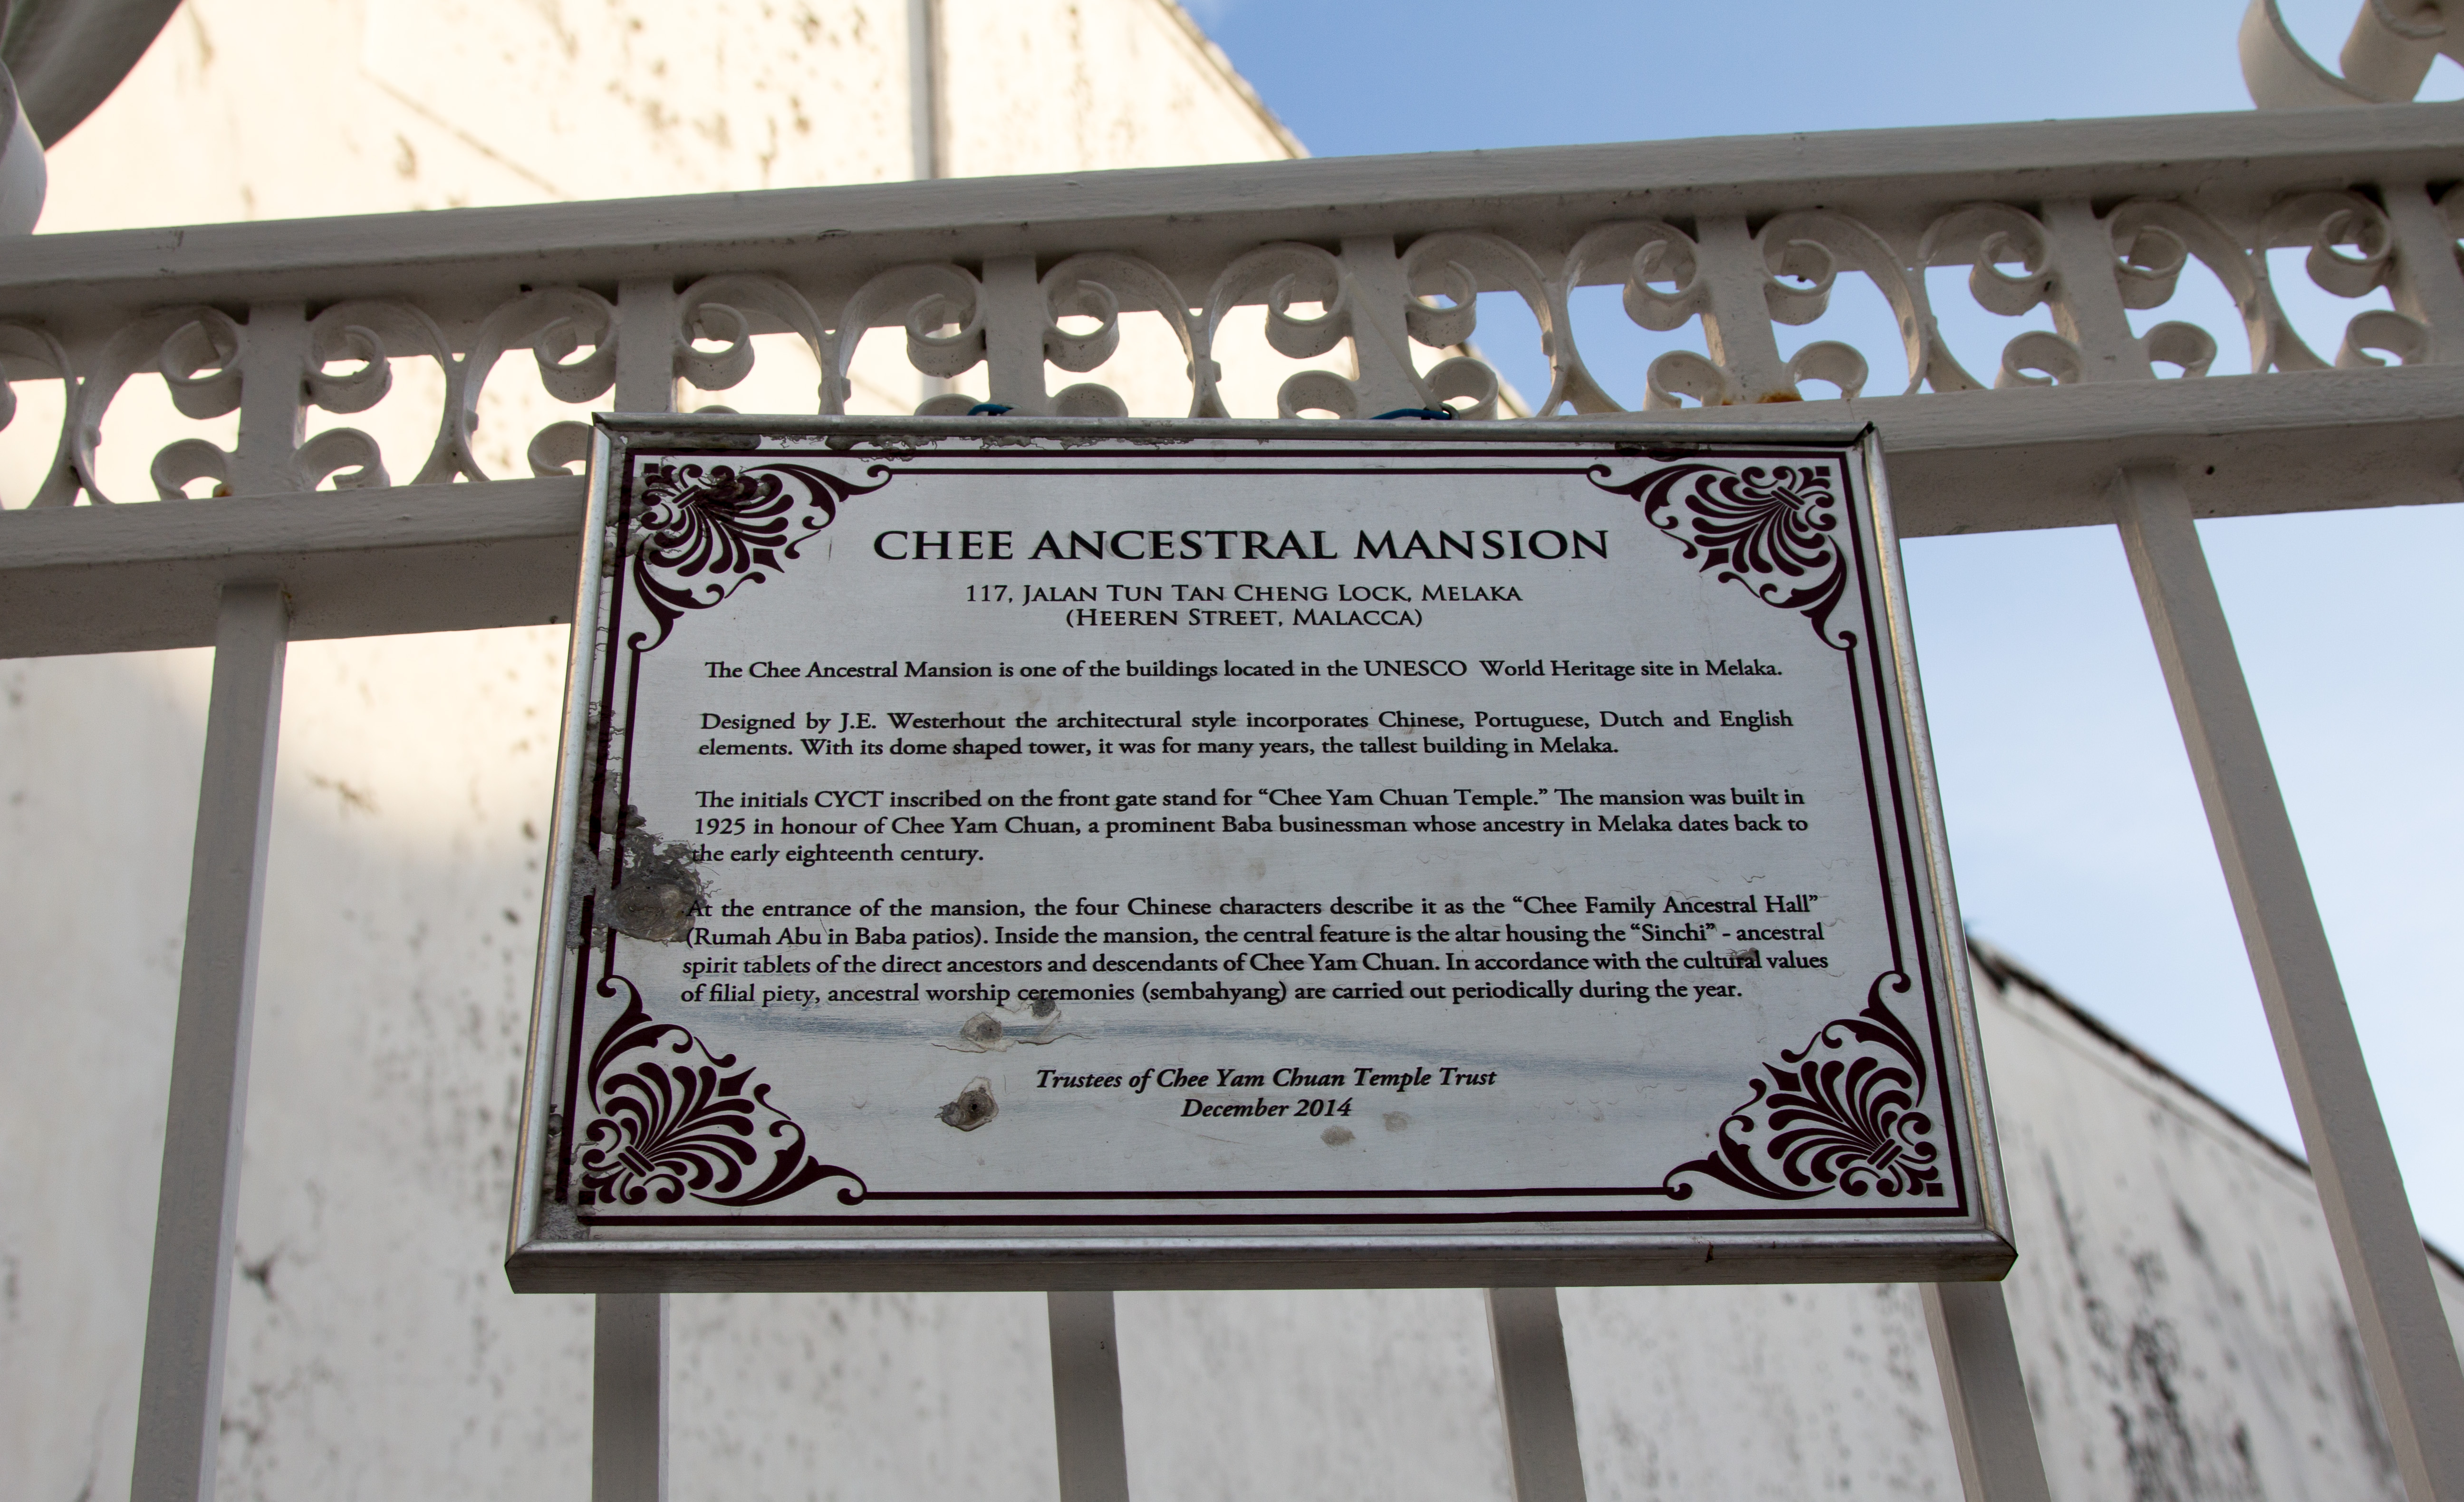 CHEE ANCESTRAL MANSION
117, JALAN TUN TAN CHENG LOCK, MELAKA
(HEEREN STREET, MALACCA)
The Chee Ancestral Mansion is one of the buildings located in the UNESCO World Heritage site in Melaka.
Designed by J.E. Westerhout the architectural style incorporates Chinese, Portuguese, Dutch and English
elements. With its dome shaped tower, it was for many years, the tallest building in Melaka.
The initials CYCT inscribed on the front gate stand for “Chee Yam Chuan Temple.” The mansion was built in
1925 in honour of Chee Yam Chuan, a prominent Baba businessman whose ancestry in Melaka dates back to
the early eighteenth century.
At the entrance of the mansion, the four Chinese characters describe it as the “Chee Family Ancestral Hall”
(Rumah Abu in Baba patios). Inside the mansion, the central feature is the altar housing the “Sinchi” - ancestral
spirit tablets of the direct ancestors and descendants of Chee Yam Chuan. In accordance with the cultural values
of filial piety, ancestral worship ceremonies (sembahyang) are carried out periodically during the year.
Trustees of Chee Yam Chuan Temple Trust
December 2014